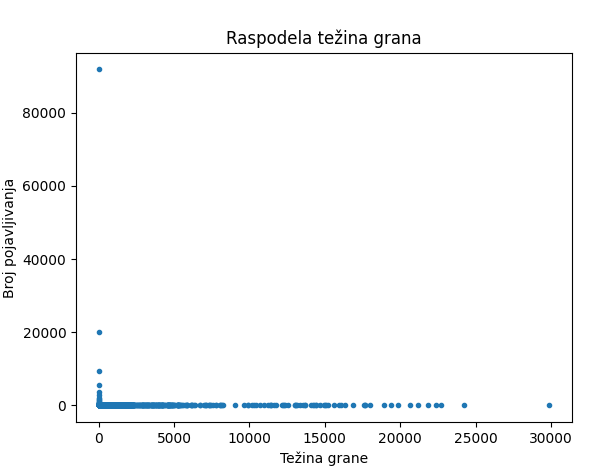 Raspodela težina grana
Broj pojavljivanja
80000
60000
40000
20000
0
0 5000 10000 15000 20000 25000 30000
Težina grane